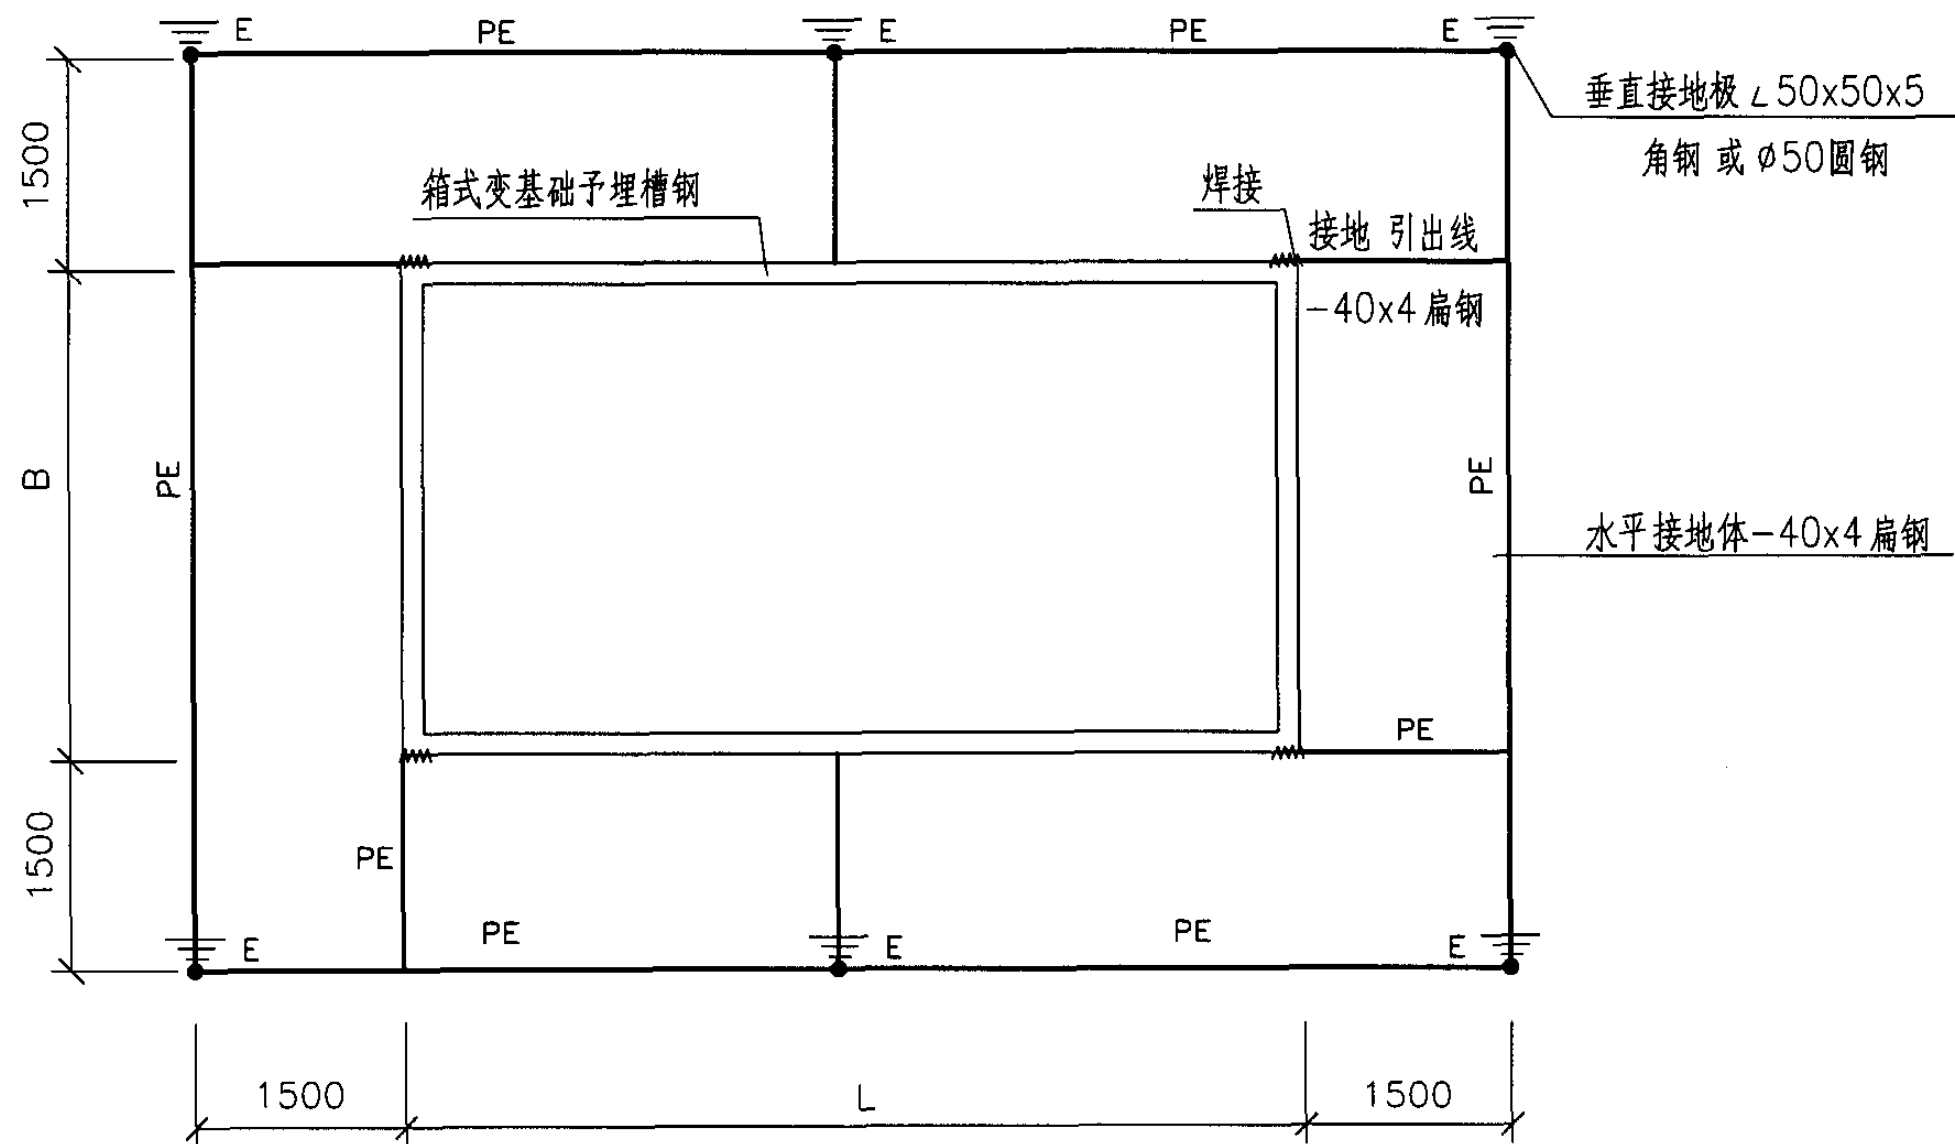 E
PE
E
PE
E
垂直接地极∠50x50x5
角钢 或 ø50圆钢
1500
箱式变基础予埋槽钢
焊接
接地 引出线
-40x4 扁钢
B
PE
PE
水平接地体-40x4 扁钢
PE
1500
PE
PE
PE
E
E
E
1500
L
1500